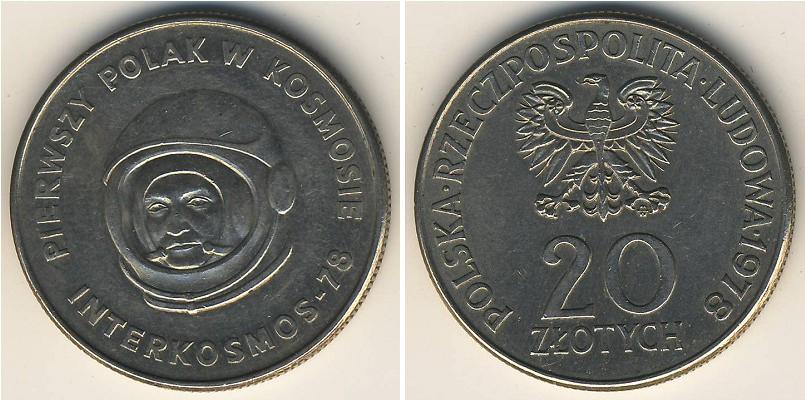 PIERWSZY POLAK W KOSMOSIE
INTERKOSMOS-78
POLSKA·RZECZPOSPOLITA·LUDOWA·1978
20
ZŁOTYCH